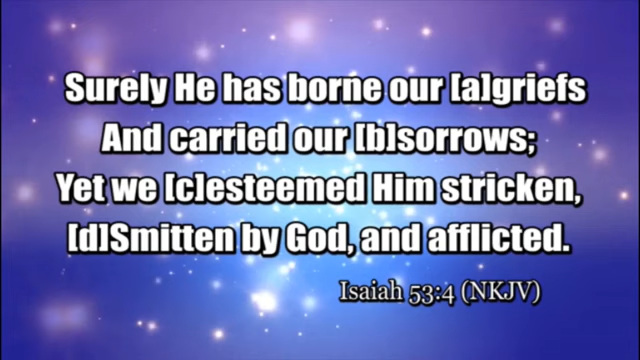 Surely He has borne our [a]griefs
And carried our [b]sorrows;
Yet we [c]esteemed Him stricken,
[d]Smitten by God, and afflicted.
Isaiah 53:4 (NKJV)